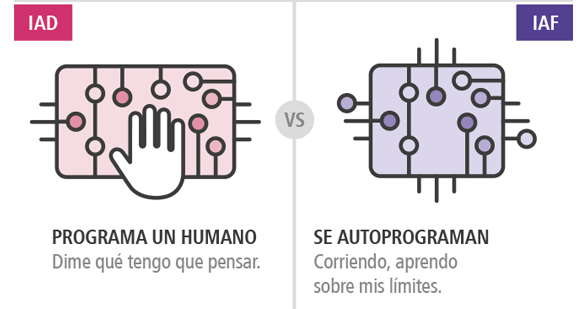 IAD
IAF
VS
PROGRAMA UN HUMANO
Dime qué tengo que pensar.
SE AUTOPROGRAMAN
Corriendo, aprendo
sobre mis límites.